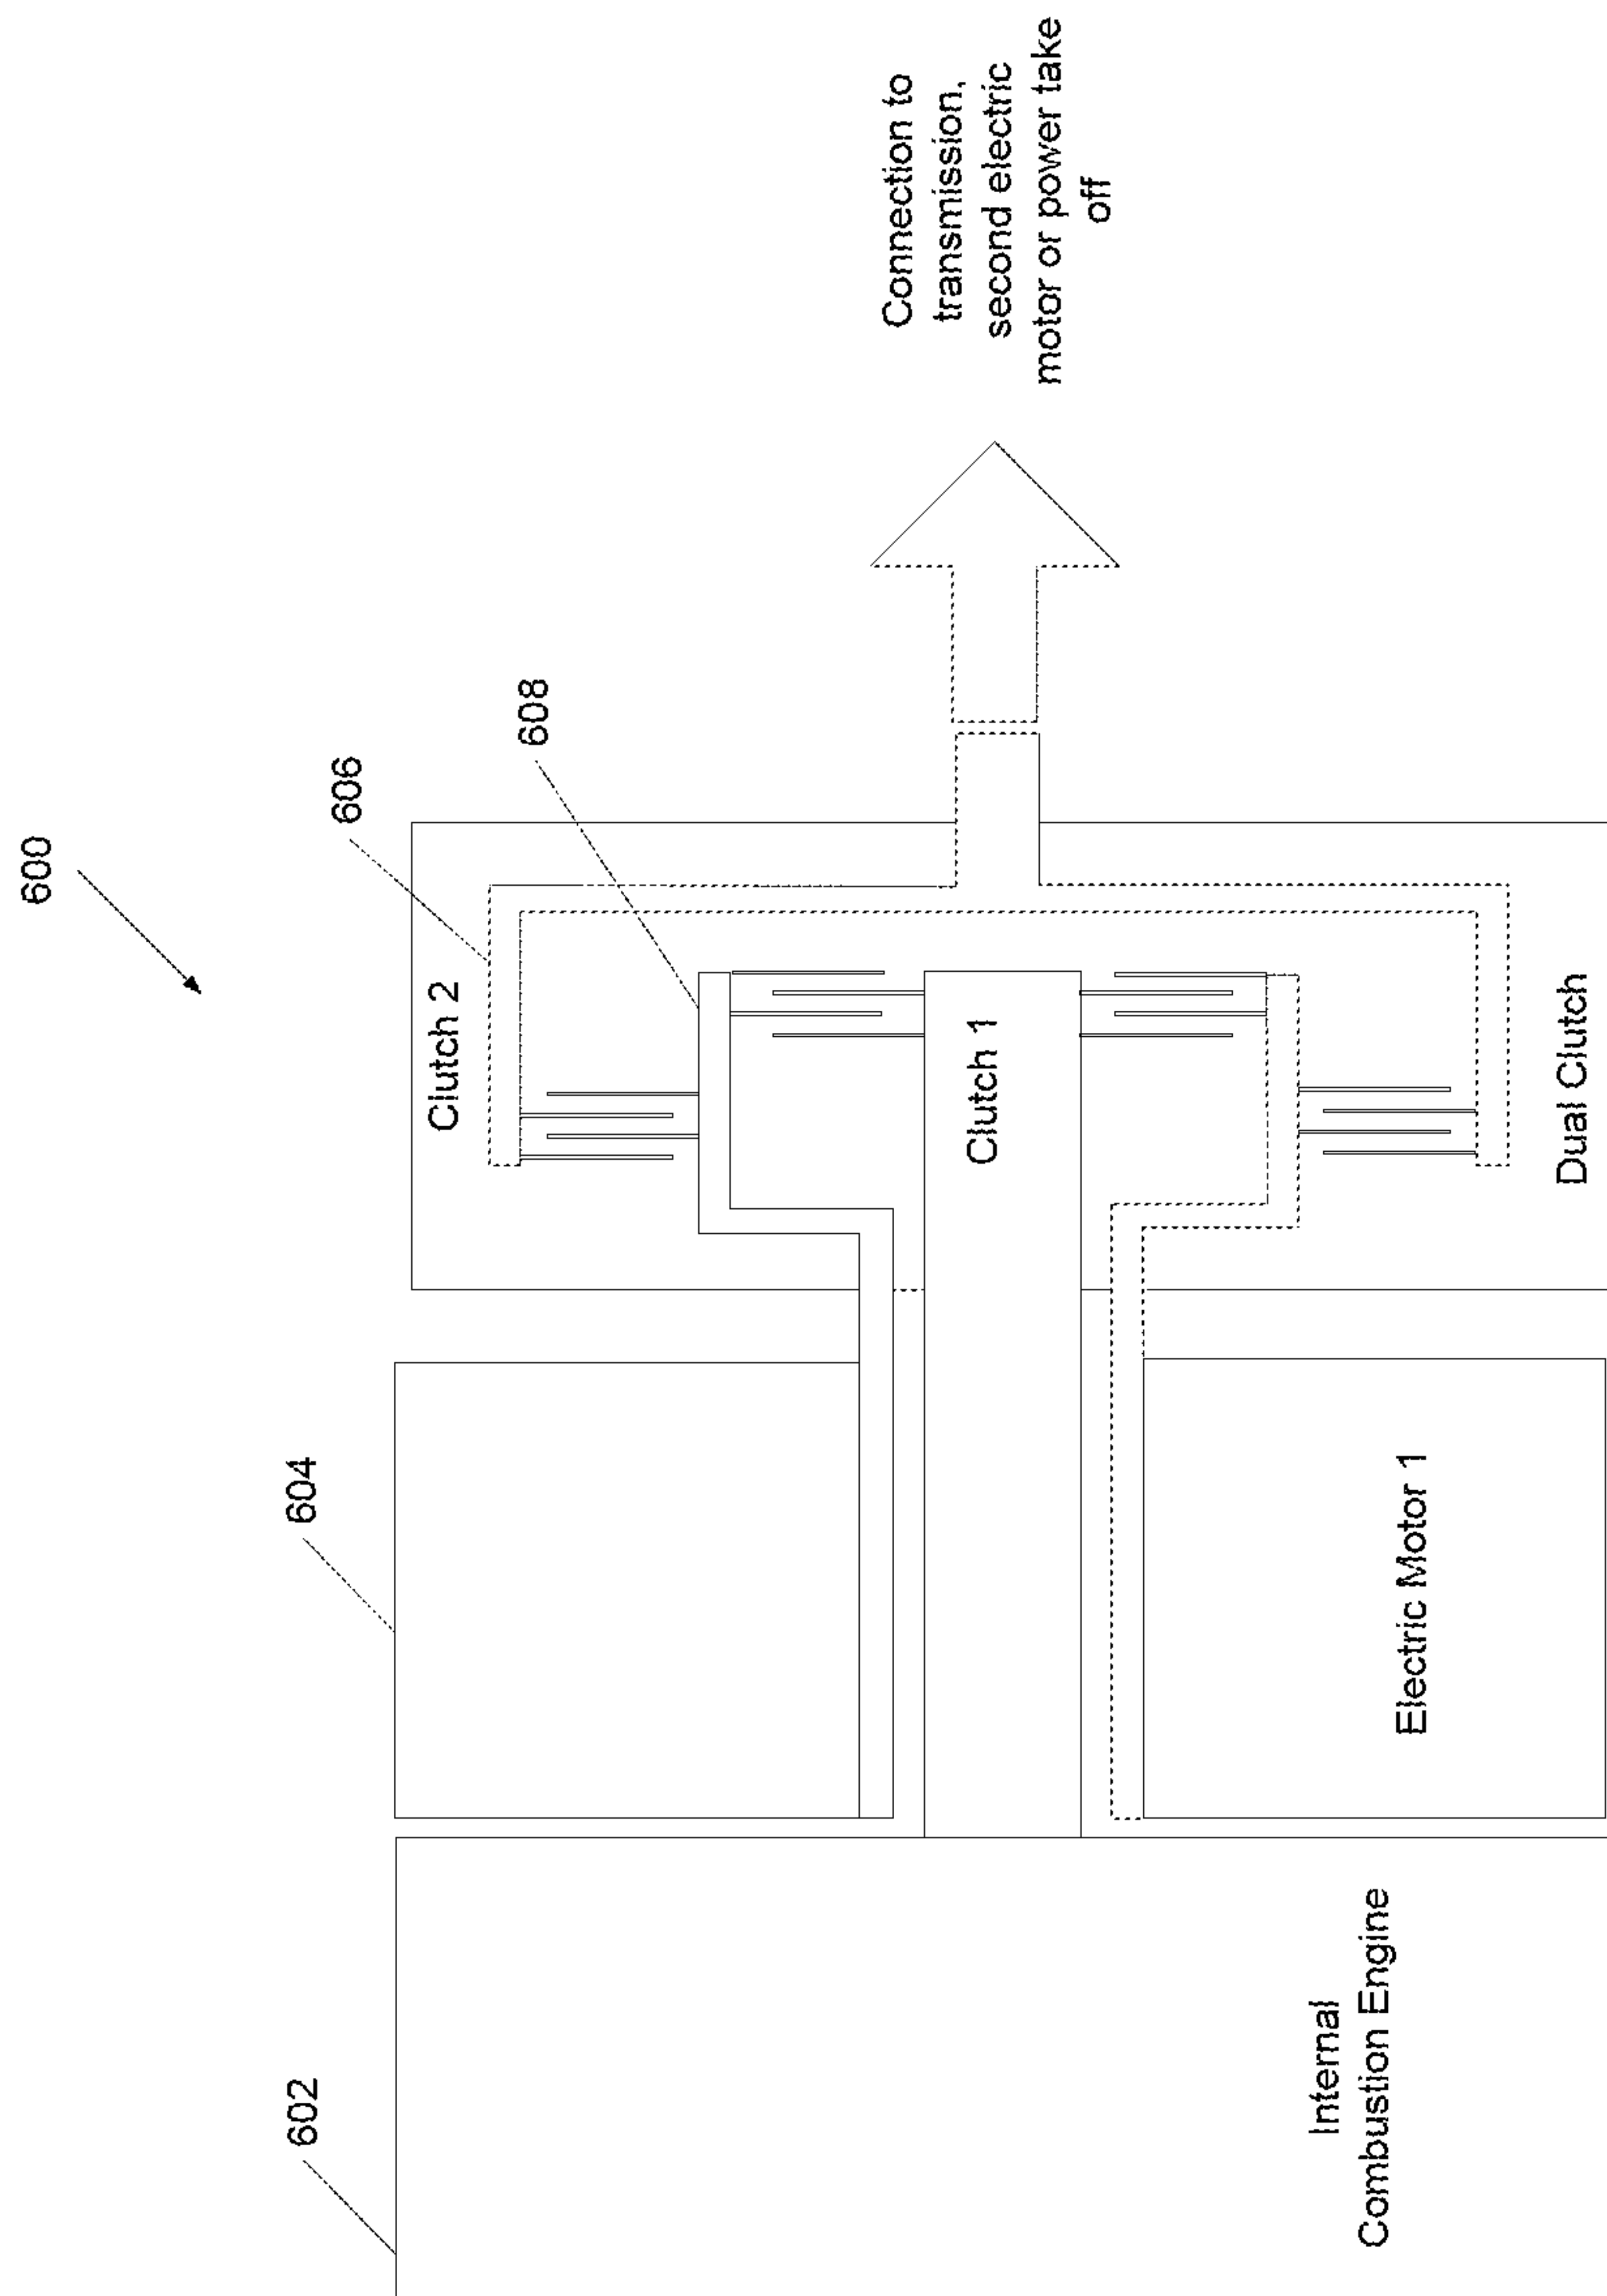 600
602
604
606
608
Clutch 2
Clutch 1
Dual Clutch
Electric Motor 1
Internal
Combustion Engine
Connection to
transmission,
second electric
motor or power take
off